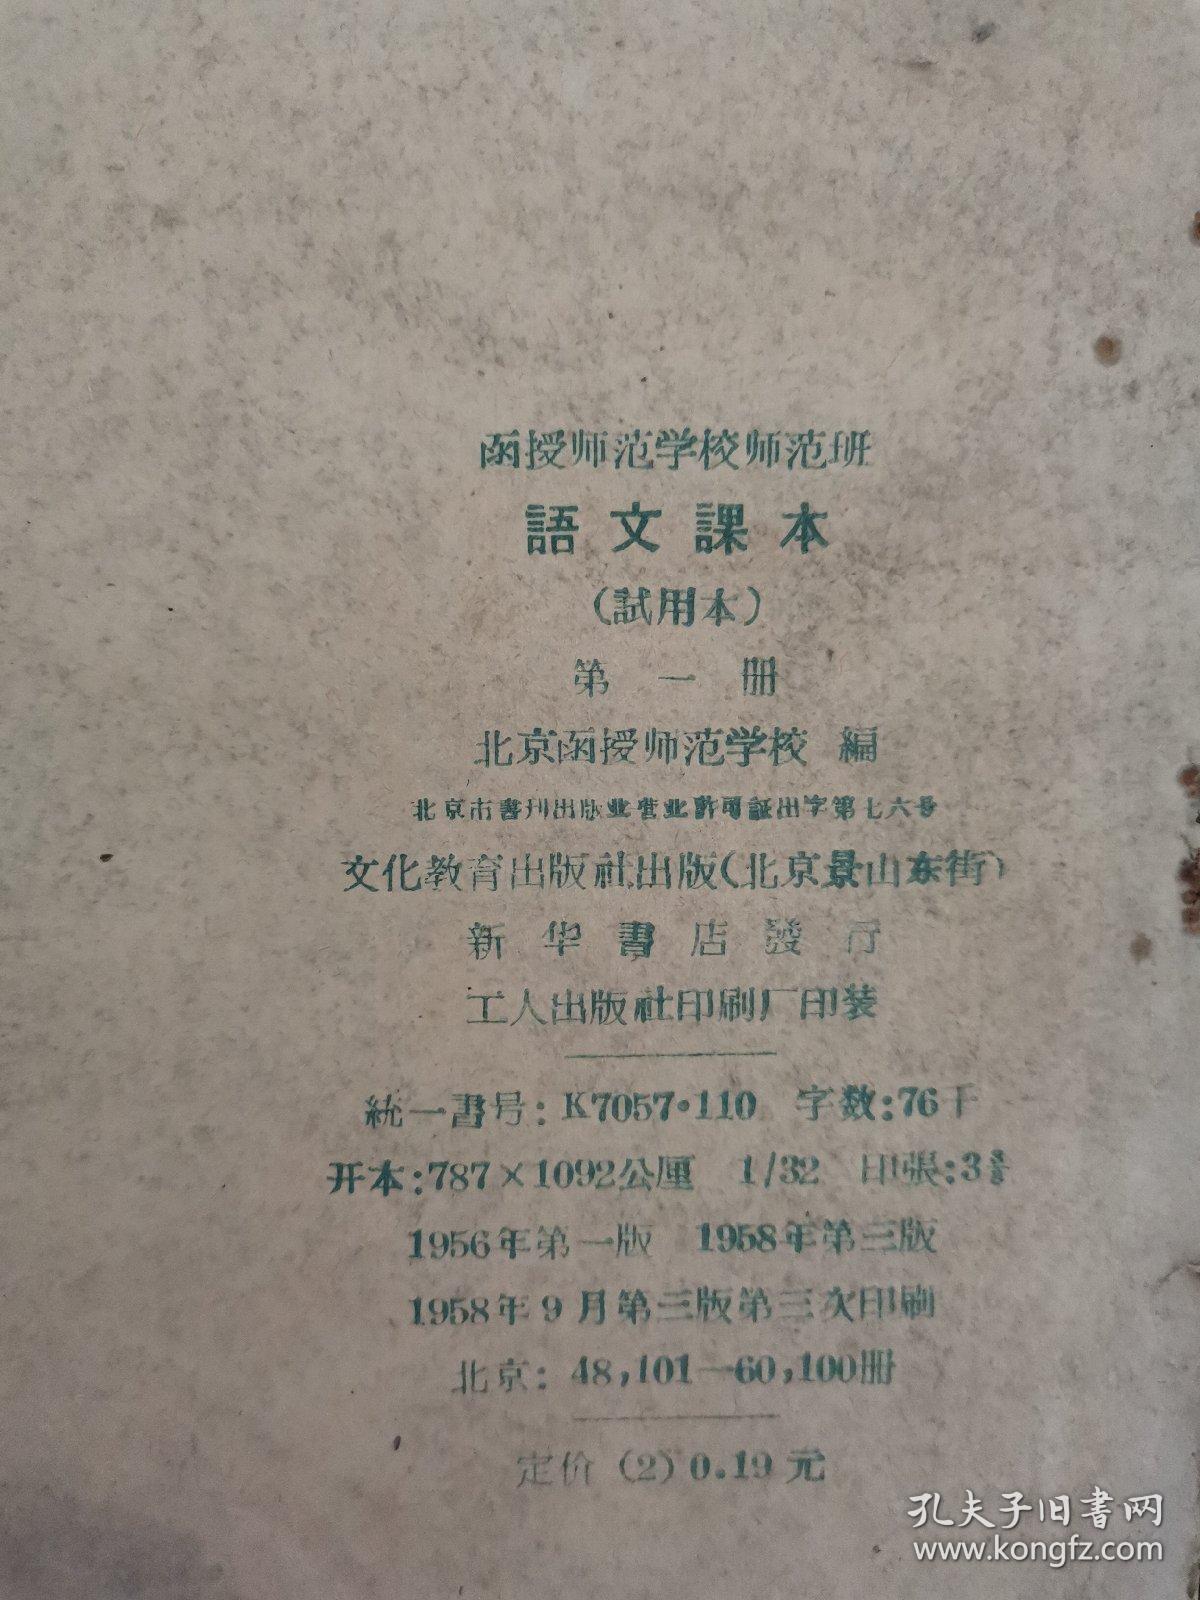 函授师范学校师范班
語文課本
（試用本）
第一册
北京函授师范学校 編
北京市書刊出版业营业許可証出字第七六号
文化教育出版社出版（北京景山东街）
新华書店發行
工人出版社印刷厂印装
統一書号：K7057·110 字数：76千
开本：787×1092公厘 1/32 印張：3
1956年第一版 1958年第三版
1958年9月第三版第三次印刷
北京：48,101—60,100册
定价（2）0.19元
孔夫子旧书网
www.kongfz.com